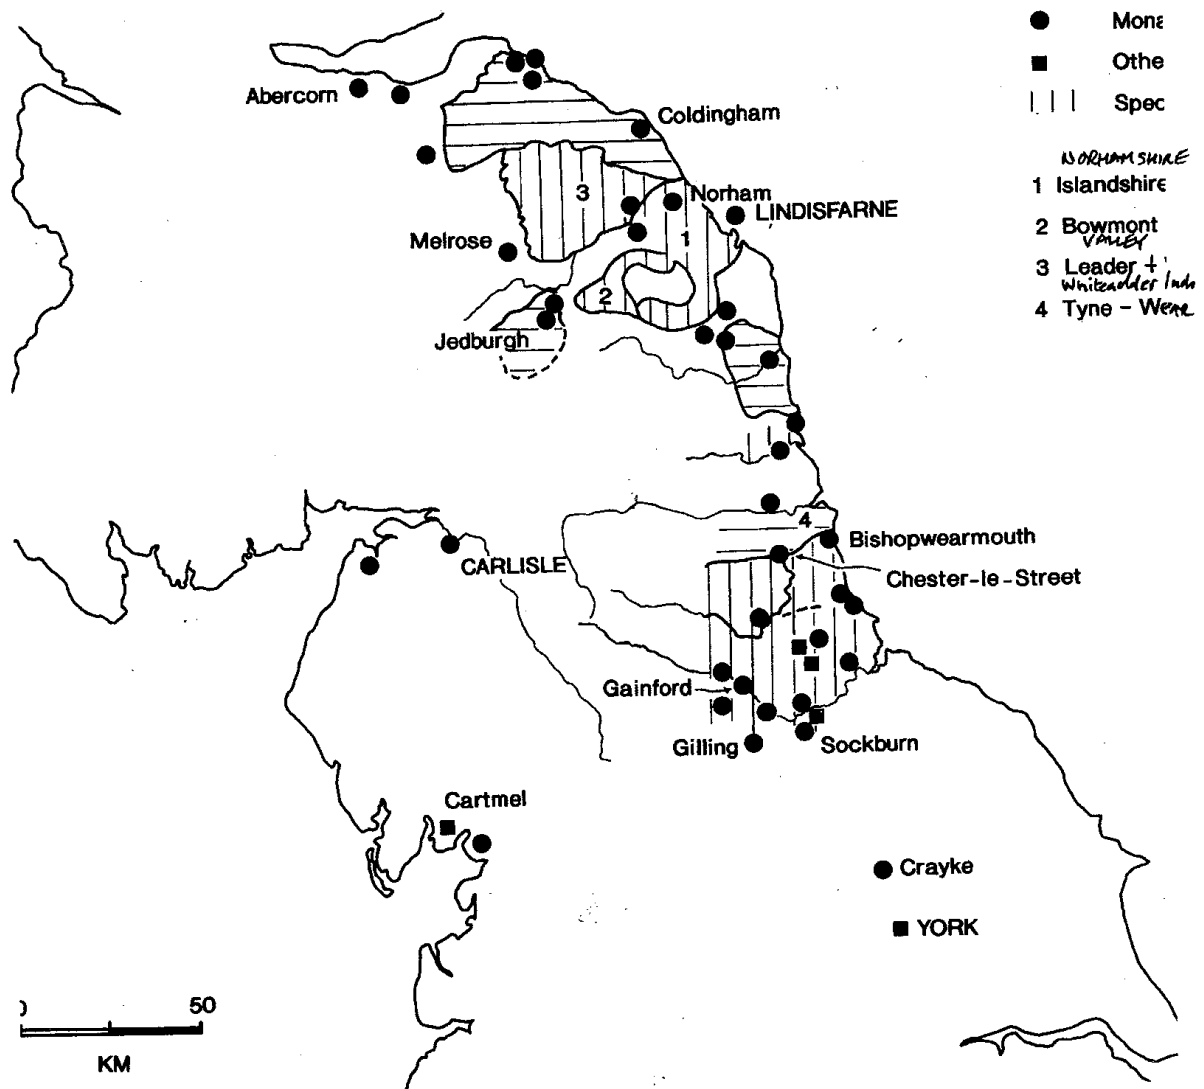 Mona
Othe
Spec
Abercorn
Coldingham
NORHAMSHIRE
1 Islandshire
3
Norham
LINDISFARNE
2 Bowmont
VALLEY
Melrose
1
3 Leader +
Whiteadder
2
4 Tyne - Wear
Jedburgh
4
Bishopwearmouth
CARLISLE
Chester-le-Street
Gainford
Gilling
Sockburn
Cartmel
Crayke
YORK
50
KM